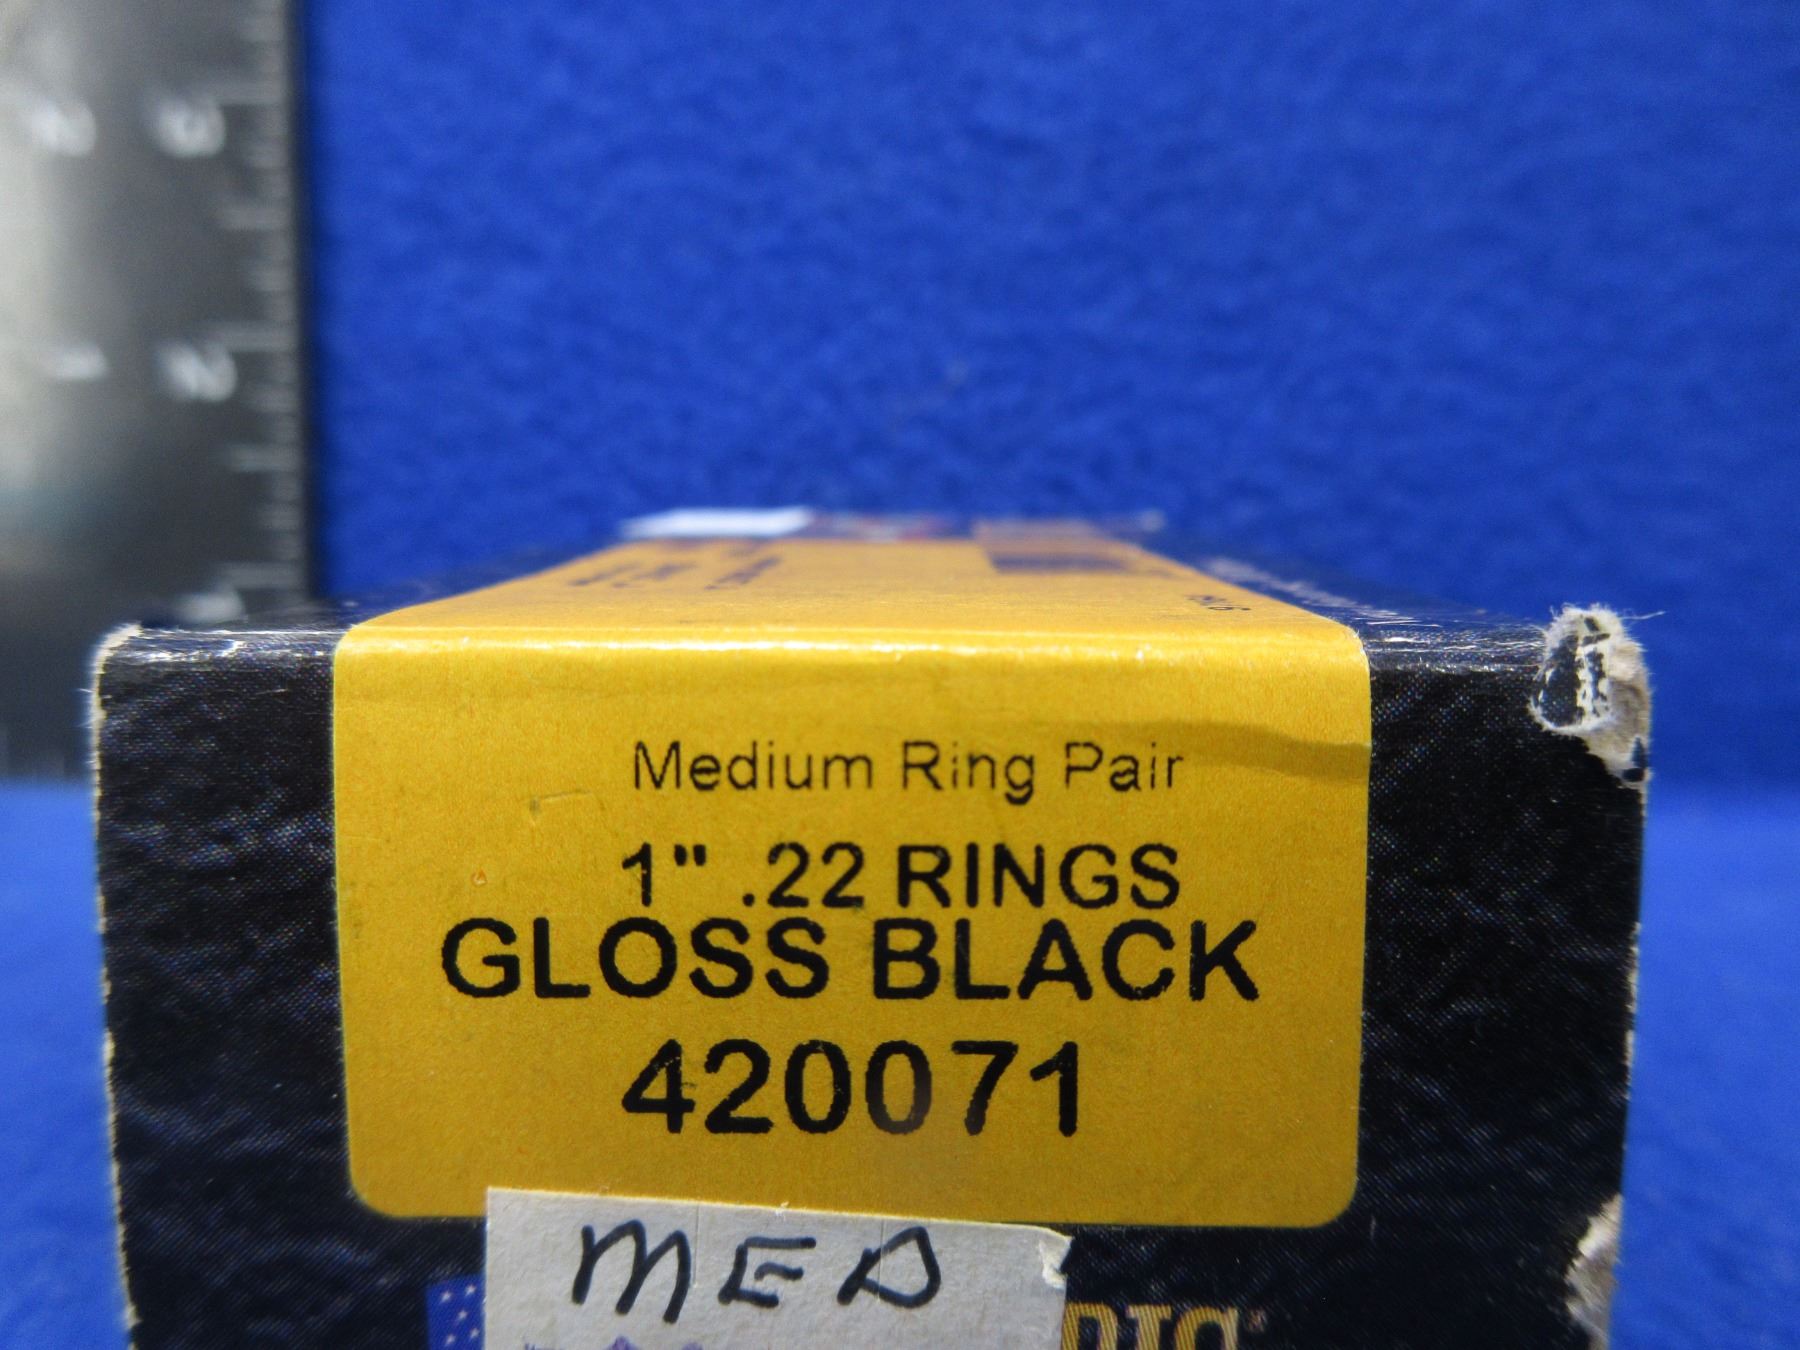 Medium Ring Pair
1" .22 RINGS
GLOSS BLACK
420071
MED